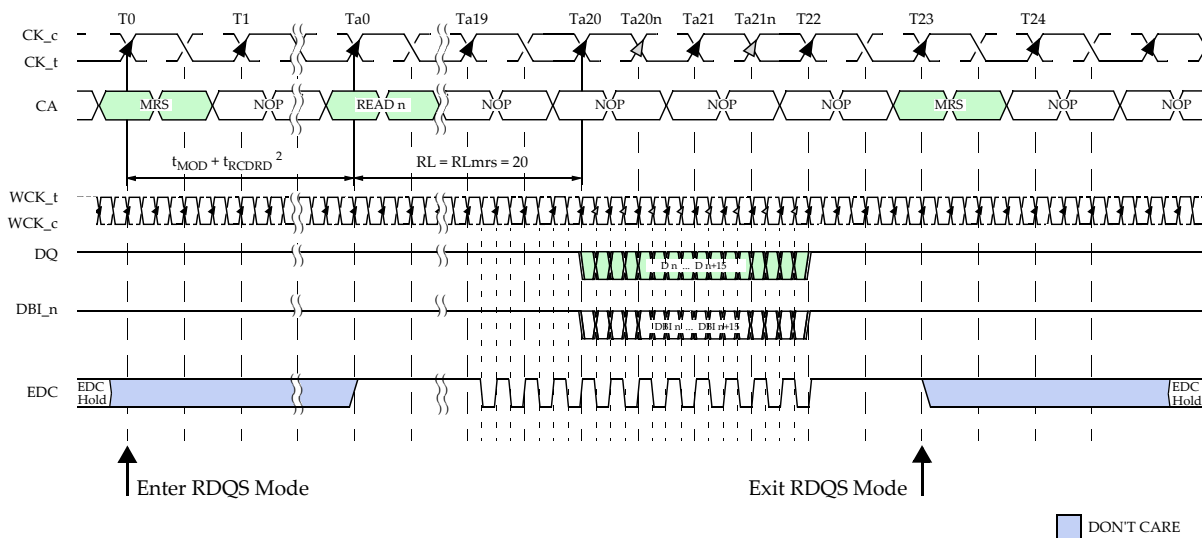 T0 T1 Ta0 Ta19 Ta20 Ta20n Ta21 Ta21n T22 T23 T24
CK_c
CK_t
CA MRS NOP READ n NOP NOP NOP NOP MRS NOP NOP
tMOD + tRCDRD 2 RL = RLmrs = 20
WCK_t
WCK_c
DQ D n ... D n+15
DBI_n DBI n ... DBI n+15
EDC EDC Hold EDC Hold
Enter RDQS Mode Exit RDQS Mode
DON'T CARE